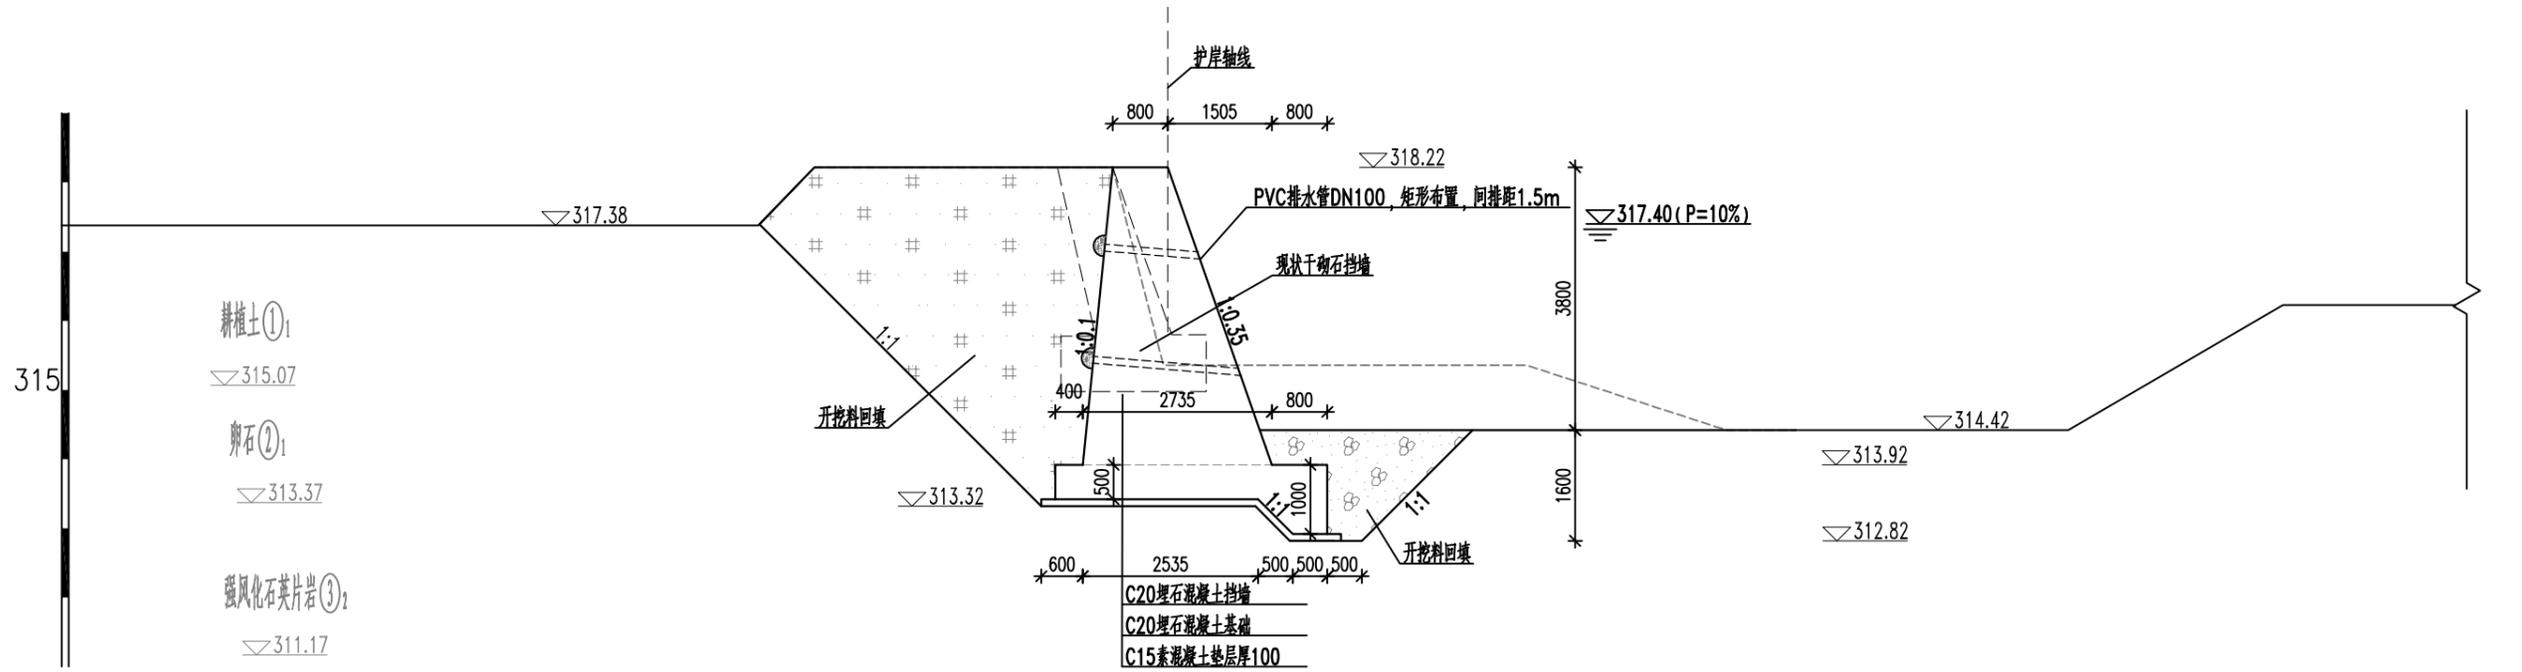 护岸轴线
800 1505 800
318.22
PVC排水管DN100，矩形布置，间排距1.5m
317.38
317.40(P=10%)
现状干砌石挡墙
3800
1:0.35
1:0.1
1:1
耕植土①1
315.07
315
400 2735 800
开挖料回填
314.42
卵石②1
313.92
500
1000
1:1
1:1
1600
313.37
313.32
312.82
开挖料回填
600 2535 500 500 500
强风化石英片岩③2
311.17
C20埋石混凝土挡墙
C20埋石混凝土基础
C15素混凝土垫层厚100